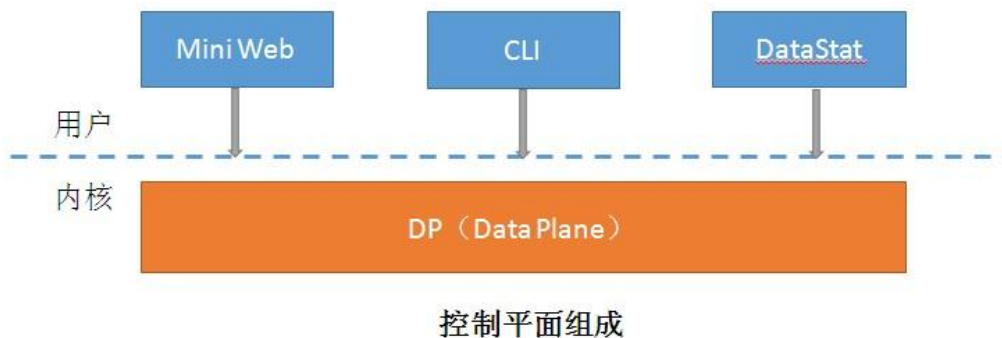 Mini Web
CLI
DataStat
用户
内核
DP（Data Plane）
控制平面组成